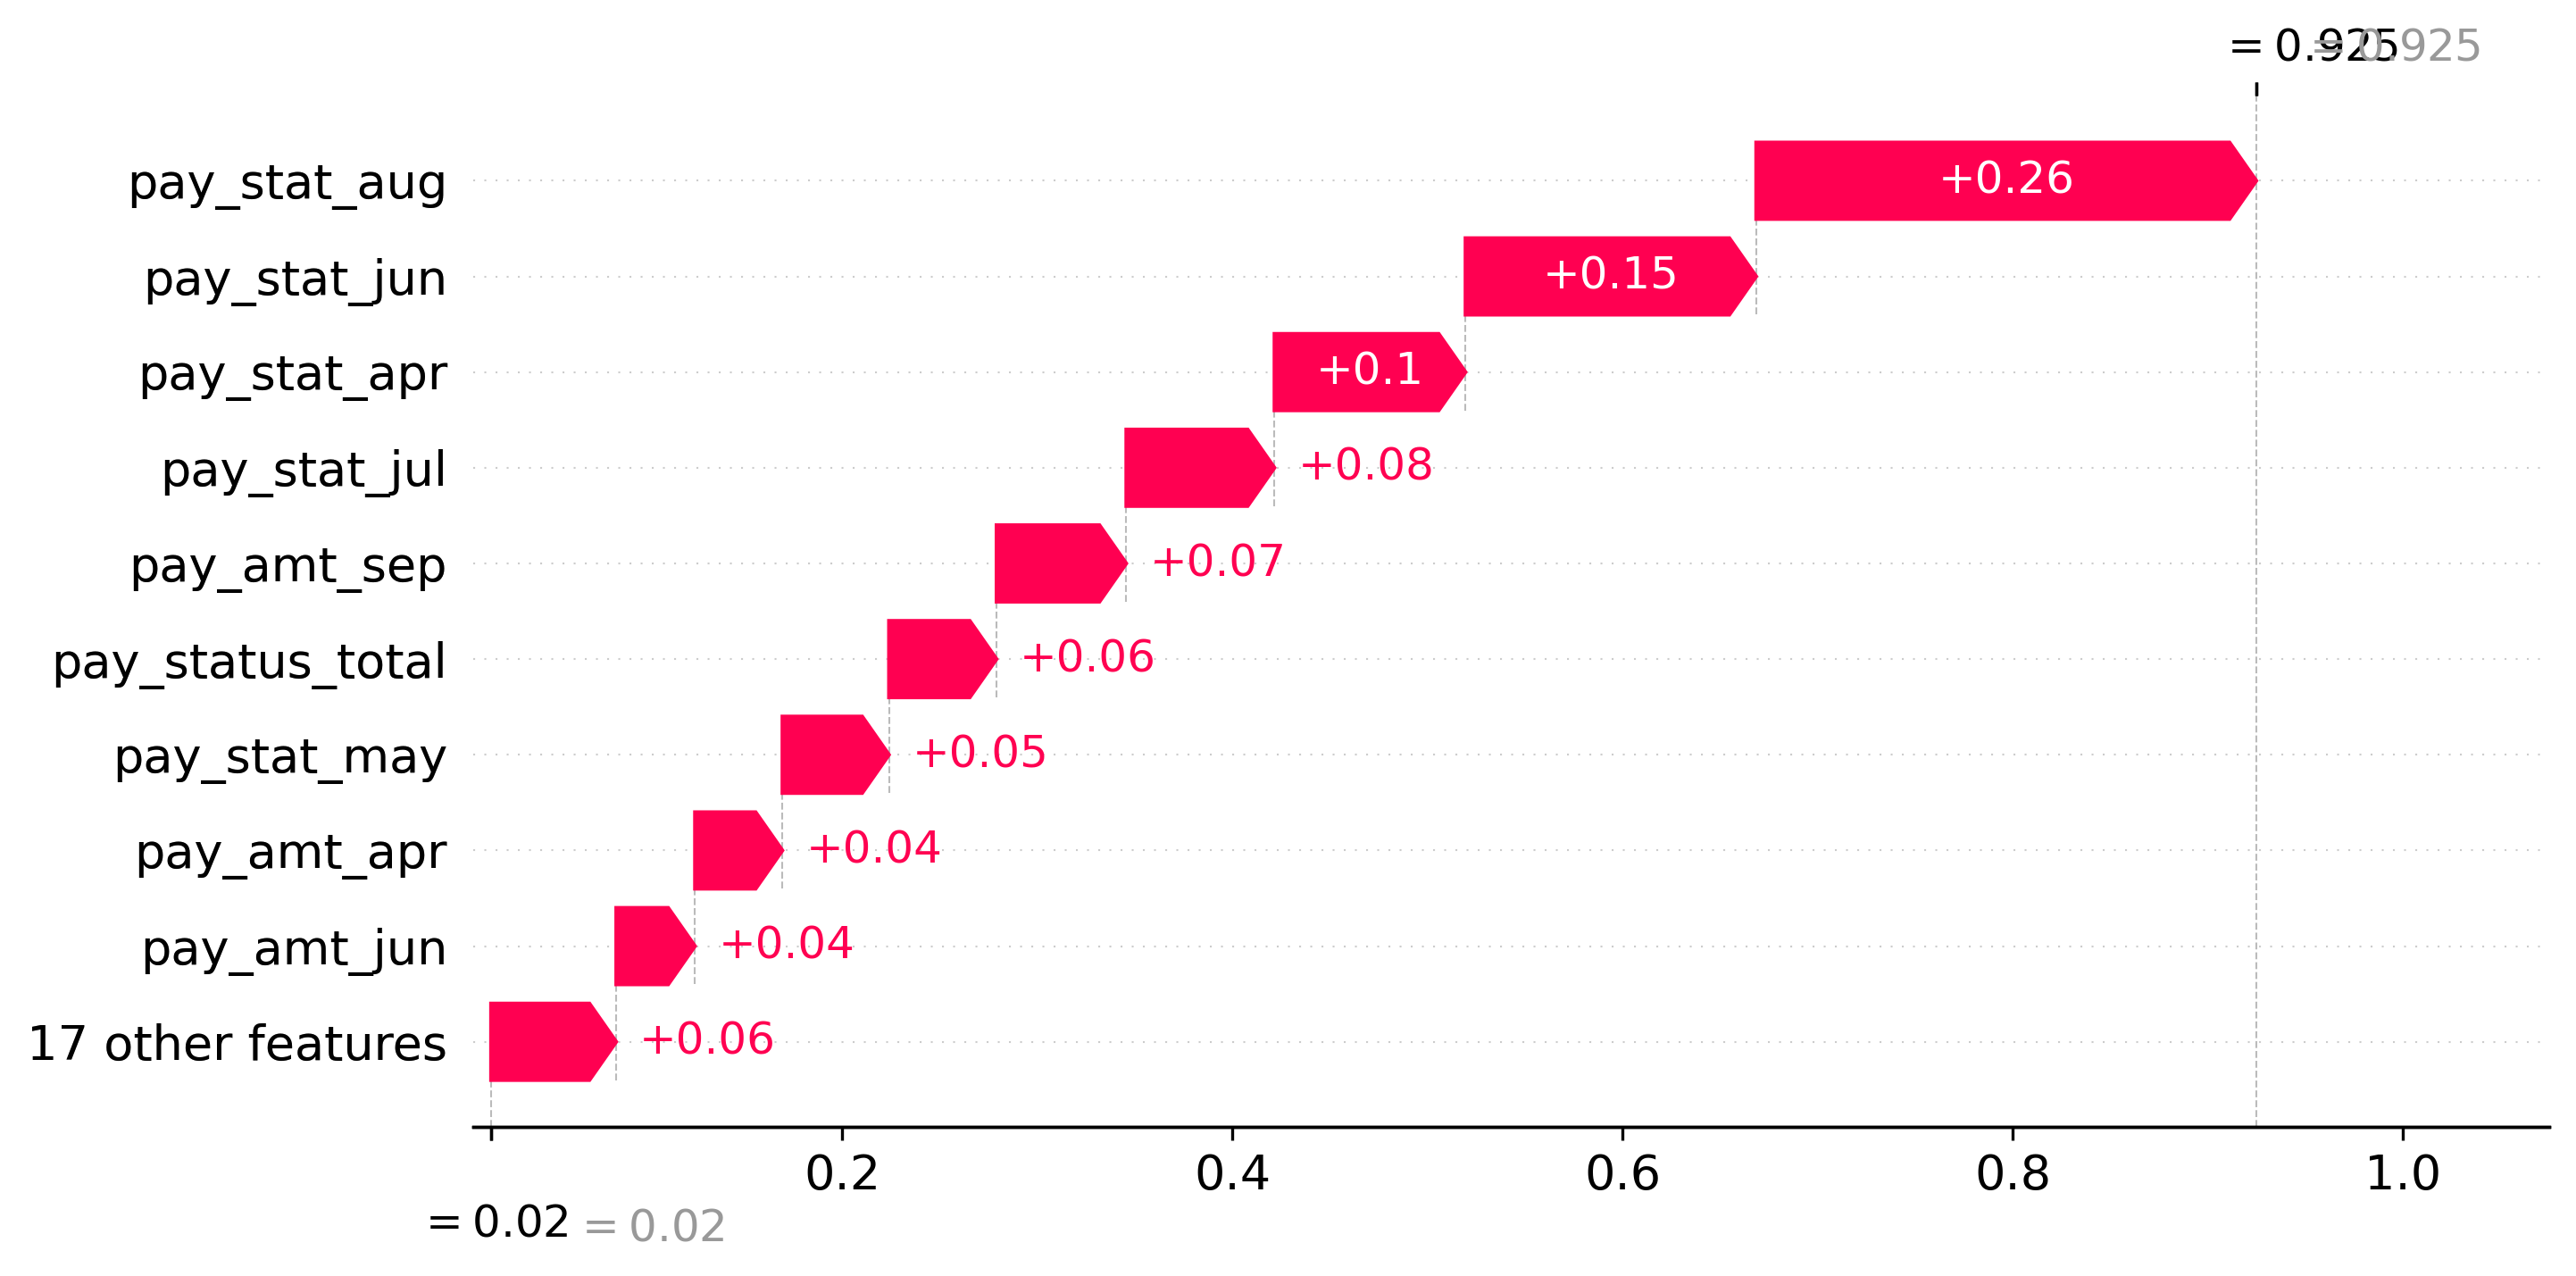 = 0.925 = 0.925
pay_stat_aug +0.26
pay_stat_jun +0.15
pay_stat_apr +0.1
pay_stat_jul +0.08
pay_amt_sep +0.07
pay_status_total +0.06
pay_stat_may +0.05
pay_amt_apr +0.04
pay_amt_jun +0.04
17 other features +0.06
0.2 0.4 0.6 0.8 1.0
= 0.02 = 0.02